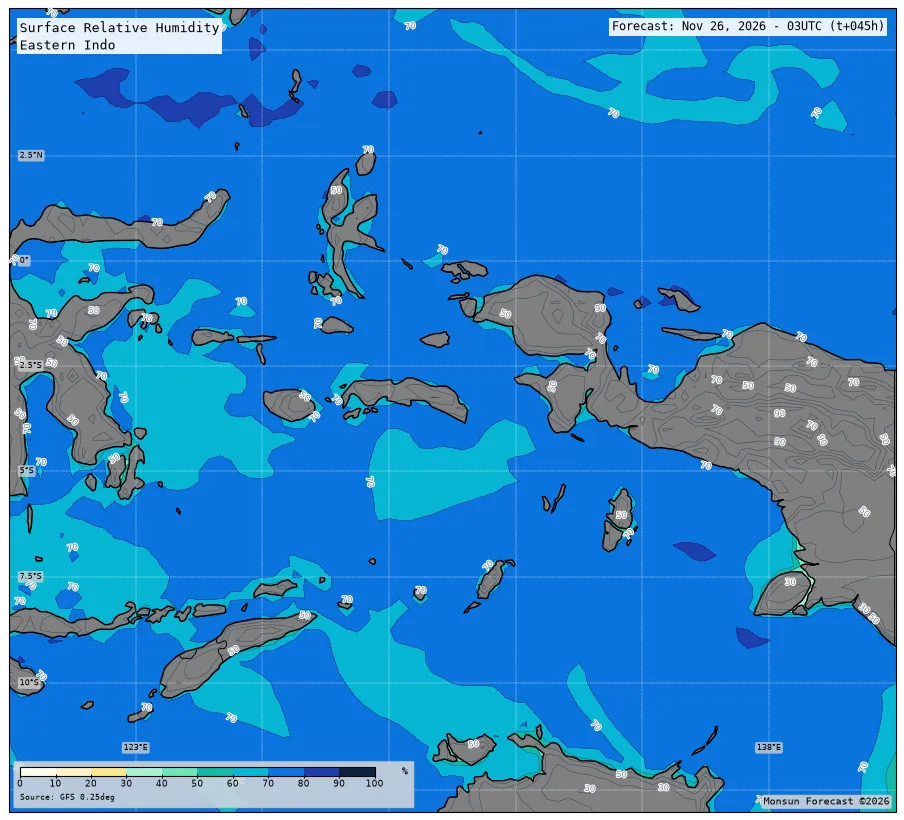 Surface Relative Humidity
Eastern Indo
Forecast: Nov 26, 2026 - 03UTC (t+045h)
2.5°N
0°
2.5°S
5°S
7.5°S
10°S
123°E
138°E
%
0 10 20 30 40 50 60 70 80 90 100
Source: GFS 0.25deg
Monsun Forecast ©2026